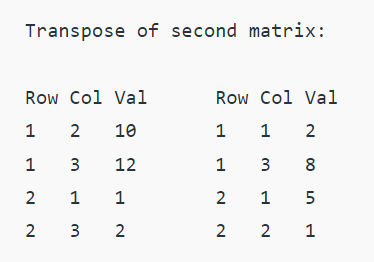 Transpose of second matrix:
Row Col Val      Row Col Val
1   2   10       1   1   2
1   3   12       1   3   8
2   1   1        2   1   5
2   3   2        2   2   1